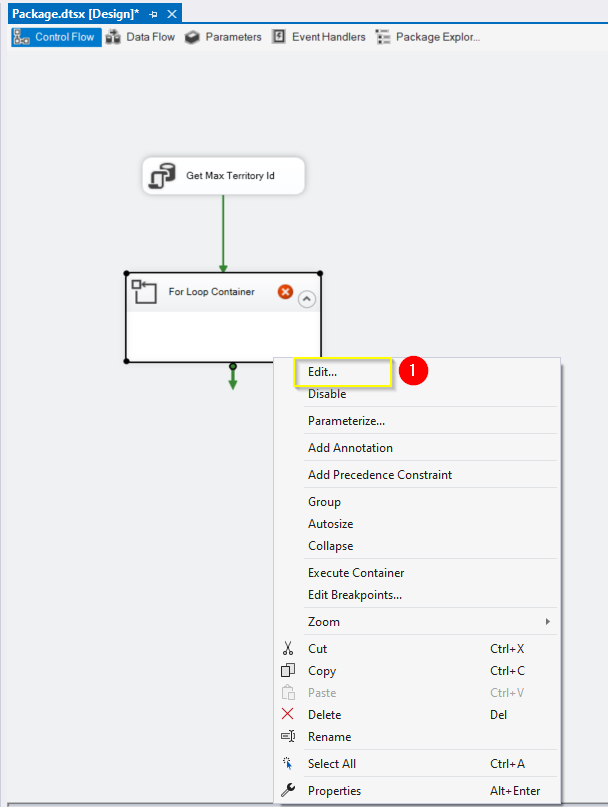 Package.dtsx [Design]*
Control Flow Data Flow Parameters Event Handlers Package Explor...
Get Max Territory Id
For Loop Container
Edit... 1
Disable
Parameterize...
Add Annotation
Add Precedence Constraint
Group
Autosize
Collapse
Execute Container
Edit Breakpoints...
Zoom
Cut Ctrl+X
Copy Ctrl+C
Paste Ctrl+V
Delete Del
Rename
Select All Ctrl+A
Properties Alt+Enter